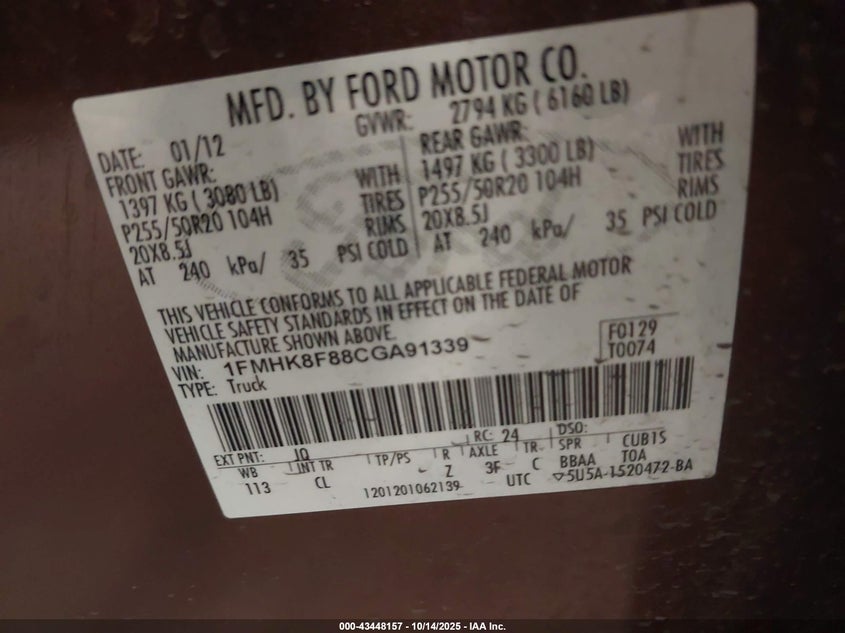 MFD. BY FORD MOTOR CO.
DATE: 01/12 GVWR: 2794 KG ( 6160 LB)
FRONT GAWR: REAR GAWR:
1397 KG ( 3080 LB) WITH 1497 KG ( 3300 LB) WITH
P255/50R20 104H TIRES P255/50R20 104H TIRES
20X8.5J RIMS 20X8.5J RIMS
AT 240 kPa/ 35 PSI COLD AT 240 kPa/ 35 PSI COLD
THIS VEHICLE CONFORMS TO ALL APPLICABLE FEDERAL MOTOR
VEHICLE SAFETY STANDARDS IN EFFECT ON THE DATE OF
MANUFACTURE SHOWN ABOVE.
VIN: 1FMHK8F88CGA91339 F0129
TYPE: Truck T0074
EXT PNT: JQ RC: 24 DSO:
WB INT TR TP/PS R AXLE TR SPR CUB1S
113 CL Z 3F C BBAA TOA
1201201062139 UTC 5U5A-1520472-BA
000-43448157 - 10/14/2025 - IAA Inc.